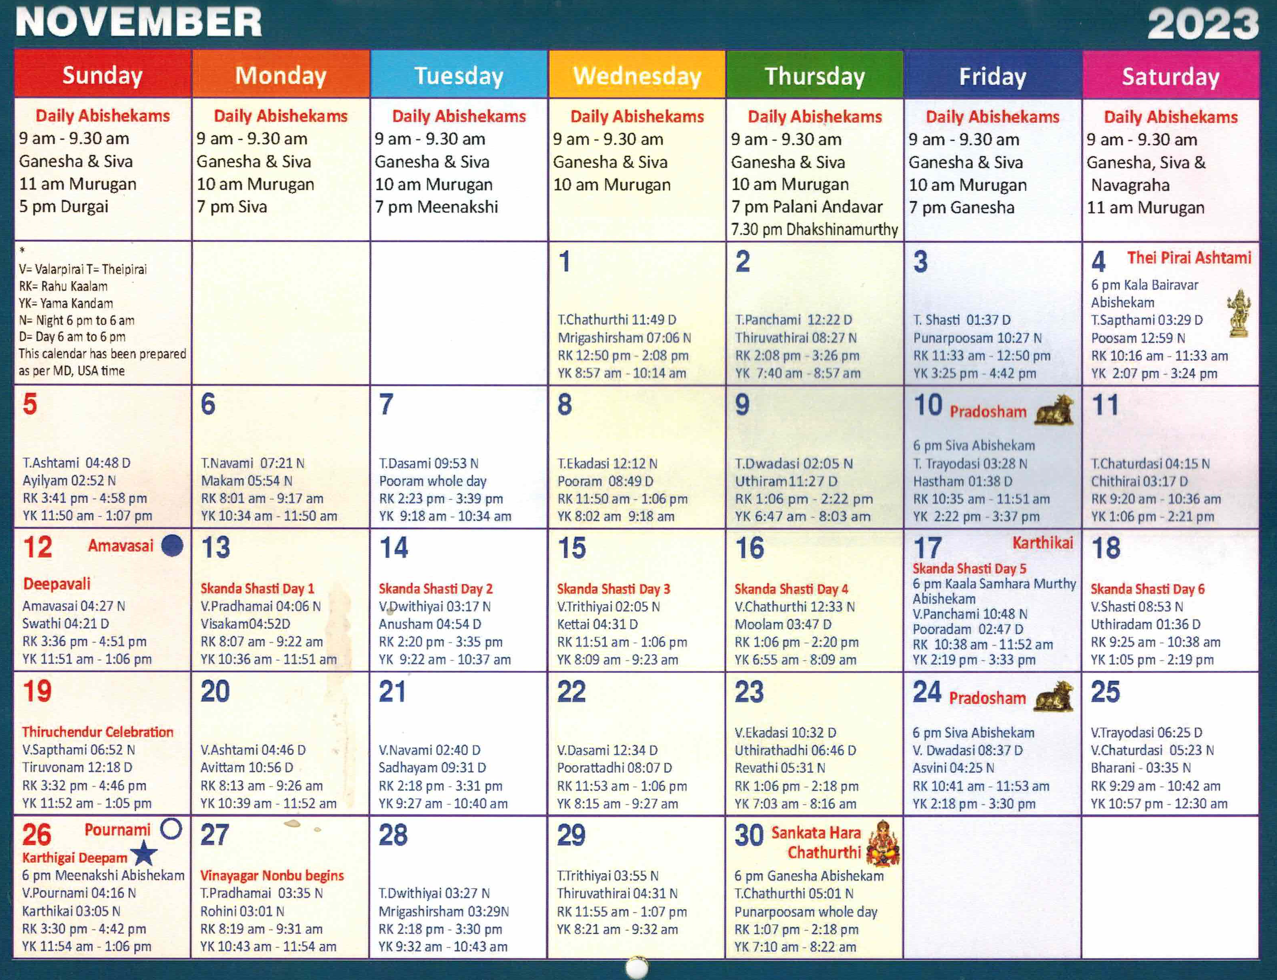 NOVEMBER
2023
Sunday
Monday
Tuesday
Wednesday
Thursday
Friday
Saturday
Daily Abishekams
9 am - 9.30 am
Ganesha & Siva
11 am Murugan
5 pm Durgai
Daily Abishekams
9 am - 9.30 am
Ganesha & Siva
10 am Murugan
7 pm Siva
Daily Abishekams
9 am - 9.30 am
Ganesha & Siva
10 am Murugan
7 pm Meenakshi
Daily Abishekams
9 am - 9.30 am
Ganesha & Siva
10 am Murugan
Daily Abishekams
9 am - 9.30 am
Ganesha & Siva
10 am Murugan
7 pm Palani Andavar
7.30 pm Dhakshinamurthy
Daily Abishekams
9 am - 9.30 am
Ganesha & Siva
10 am Murugan
7 pm Ganesha
Daily Abishekams
9 am - 9.30 am
Ganesha, Siva &
Navagraha
11 am Murugan
*
V= Valarpirai T= Theipirai
RK= Rahu Kaalam
YK= Yama Kandam
N= Night 6 pm to 6 am
D= Day 6 am to 6 pm
This calendar has been prepared
as per MD, USA time
1
T.Chathurthi 11:49 D
Mrigashirsham 07:06 N
RK 12:50 pm - 2:08 pm
YK 8:57 am - 10:14 am
2
T.Panchami 12:22 D
Thiruvathirai 08:27 N
RK 2:08 pm - 3:26 pm
YK 7:40 am - 8:57 am
3
T. Shasti 01:37 D
Punarpoosam 10:27 N
RK 11:33 am - 12:50 pm
YK 3:25 pm - 4:42 pm
4 Thei Pirai Ashtami
6 pm Kala Bairavar
Abishekam
T.Sapthami 03:29 D
Poosam 12:59 N
RK 10:16 am - 11:33 am
YK 2:07 pm - 3:24 pm
5
T.Ashtami 04:48 D
Ayilyam 02:52 N
RK 3:41 pm - 4:58 pm
YK 11:50 am - 1:07 pm
6
T.Navami 07:21 N
Makam 05:54 N
RK 8:01 am - 9:17 am
YK 10:34 am - 11:50 am
7
T.Dasami 09:53 N
Pooram whole day
RK 2:23 pm - 3:39 pm
YK 9:18 am - 10:34 am
8
T.Ekadasi 12:12 N
Pooram 08:49 D
RK 11:50 am - 1:06 pm
YK 8:02 am 9:18 am
9
T.Dwadasi 02:05 N
Uthiram11:27 D
RK 1:06 pm - 2:22 pm
YK 6:47 am - 8:03 am
10 Pradosham
6 pm Siva Abishekam
T. Trayodasi 03:28 N
Hastham 01:38 D
RK 10:35 am - 11:51 am
YK 2:22 pm - 3:37 pm
11
T.Chaturdasi 04:15 N
Chithirai 03:17 D
RK 9:20 am - 10:36 am
YK 1:06 pm - 2:21 pm
12 Amavasai
Deepavali
Amavasai 04:27 N
Swathi 04:21 D
RK 3:36 pm - 4:51 pm
YK 11:51 am - 1:06 pm
13
Skanda Shasti Day 1
V.Pradhamai 04:06 N
Visakam04:52D
RK 8:07 am - 9:22 am
YK 10:36 am - 11:51 am
14
Skanda Shasti Day 2
V.Dwithiyai 03:17 N
Anusham 04:54 D
RK 2:20 pm - 3:35 pm
YK 9:22 am - 10:37 am
15
Skanda Shasti Day 3
V.Trithiyai 02:05 N
Kettai 04:31 D
RK 11:51 am - 1:06 pm
YK 8:09 am - 9:23 am
16
Skanda Shasti Day 4
V.Chathurthi 12:33 N
Moolam 03:47 D
RK 1:06 pm - 2:20 pm
YK 6:55 am - 8:09 am
17 Karthikai
Skanda Shasti Day 5
6 pm Kaala Samhara Murthy
Abishekam
V.Panchami 10:48 N
Pooradam 02:47 D
RK 10:38 am - 11:52 am
YK 2:19 pm - 3:33 pm
18
Skanda Shasti Day 6
V.Shasti 08:53 N
Uthiradam 01:36 D
RK 9:25 am - 10:38 am
YK 1:05 pm - 2:19 pm
19
Thiruchendur Celebration
V.Sapthami 06:52 N
Tiruvonam 12:18 D
RK 3:32 pm - 4:46 pm
YK 11:52 am - 1:05 pm
20
V.Ashtami 04:46 D
Avittam 10:56 D
RK 8:13 am - 9:26 am
YK 10:39 am - 11:52 am
21
V.Navami 02:40 D
Sadhayam 09:31 D
RK 2:18 pm - 3:31 pm
YK 9:27 am - 10:40 am
22
V.Dasami 12:34 D
Poorattadhi 08:07 D
RK 11:53 am - 1:06 pm
YK 8:15 am - 9:27 am
23
V.Ekadasi 10:32 D
Uthirathadhi 06:46 D
Revathi 05:31 N
RK 1:06 pm - 2:18 pm
YK 7:03 am - 8:16 am
24 Pradosham
6 pm Siva Abishekam
V. Dwadasi 08:37 D
Asvini 04:25 N
RK 10:41 am - 11:53 am
YK 2:18 pm - 3:30 pm
25
V.Trayodasi 06:25 D
V.Chaturdasi 05:23 N
Bharani - 03:35 N
RK 9:29 am - 10:42 am
YK 10:57 pm - 12:30 am
26 Pournami
Karthigai Deepam
6 pm Meenakshi Abishekam
V.Pournami 04:16 N
Karthikai 03:05 N
RK 3:30 pm - 4:42 pm
YK 11:54 am - 1:06 pm
27
Vinayagar Nonbu begins
T.Pradhamai 03:35 N
Rohini 03:01 N
RK 8:19 am - 9:31 am
YK 10:43 am - 11:54 am
28
T.Dwithiyai 03:27 N
Mrigashirsham 03:29N
RK 2:18 pm - 3:30 pm
YK 9:32 am - 10:43 am
29
T.Trithiyai 03:55 N
Thiruvathirai 04:31 N
RK 11:55 am - 1:07 pm
YK 8:21 am - 9:32 am
30 Sankata Hara
Chathurthi
6 pm Ganesha Abishekam
T.Chathurthi 05:01 N
Punarpoosam whole day
RK 1:07 pm - 2:18 pm
YK 7:10 am - 8:22 am